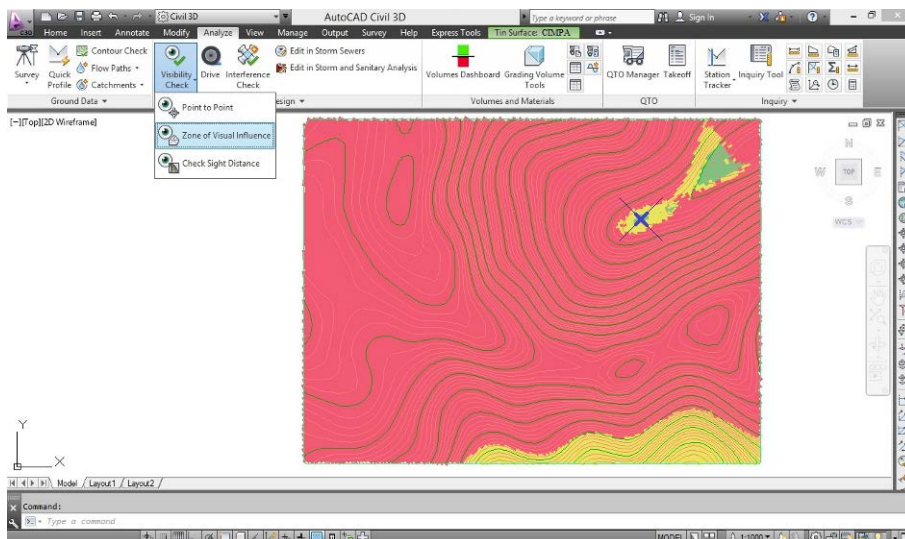 Civil 3D
AutoCAD Civil 3D
Type a keyword or phrase
Sign In
C3D
Home Insert Annotate Modify Analyze View Manage Output Survey Help Express Tools Tin Surface: CIMPA
Survey
Quick Profile
Contour Check
Flow Paths
Catchments
Ground Data
Visibility Check
Drive
Interference Check
Edit in Storm Sewers
Edit in Storm and Sanitary Analysis
esign
Volumes Dashboard
Grading Volume Tools
Volumes and Materials
QTO Manager
Takeoff
QTO
Station Tracker
Inquiry Tool
Inquiry
Point to Point
Zone of Visual Influence
Check Sight Distance
[-][Top][2D Wireframe]
N
W TOP E
S
WCS
Y
X
Model Layout1 Layout2
Command:
Type a command
MODEL
1:1000